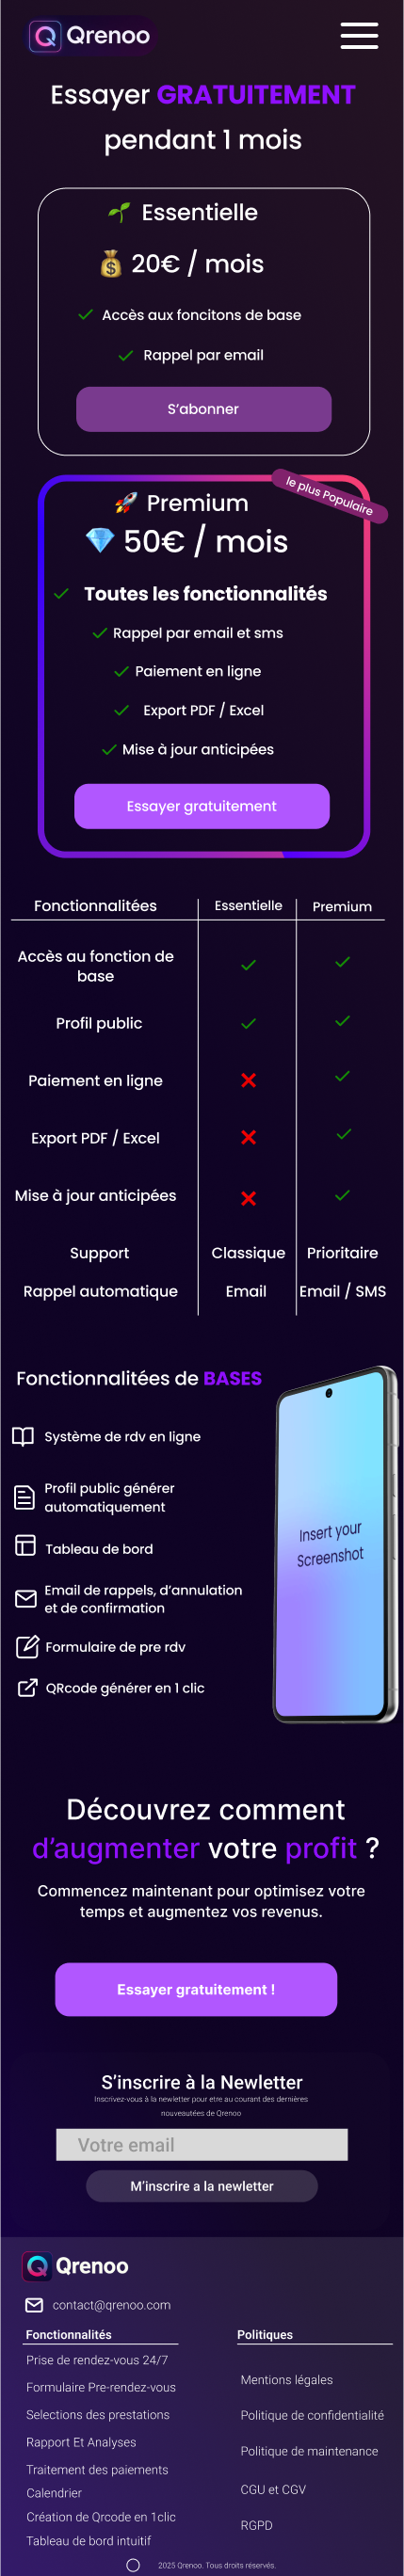 Qrenoo
Essayer GRATUITEMENT
pendant 1 mois
Essentielle
20€ / mois
Accès aux foncitons de base
Rappel par email
S’abonner
le plus Populaire
Premium
50€ / mois
Toutes les fonctionnalités
Rappel par email et sms
Paiement en ligne
Export PDF / Excel
Mise à jour anticipées
Essayer gratuitement
Fonctionnalitées Essentielle Premium
Accès au fonction de
base
Profil public
Paiement en ligne
Export PDF / Excel
Mise à jour anticipées
Support Classique Prioritaire
Rappel automatique Email Email / SMS
Fonctionnalitées de BASES
Système de rdv en ligne
Profil public générer
automatiquement
Tableau de bord
Email de rappels, d’annulation
et de confirmation
Formulaire de pre rdv
QRcode générer en 1 clic
Insert your
Screenshot
Découvrez comment
d’augmenter votre profit ?
Commencez maintenant pour optimisez votre
temps et augmentez vos revenus.
Essayer gratuitement !
S’inscrire à la Newletter
Inscrivez-vous à la newletter pour etre au courant des dernières
nouveautées de Qrenoo
Votre email
M’inscrire a la newletter
Qrenoo
contact@qrenoo.com
Fonctionnalités
Prise de rendez-vous 24/7
Formulaire Pre-rendez-vous
Selections des prestations
Rapport Et Analyses
Traitement des paiements
Calendrier
Création de Qrcode en 1clic
Tableau de bord intuitif
Politiques
Mentions légales
Politique de confidentialité
Politique de maintenance
CGU et CGV
RGPD
2025 Qrenoo. Tous droits réservés.